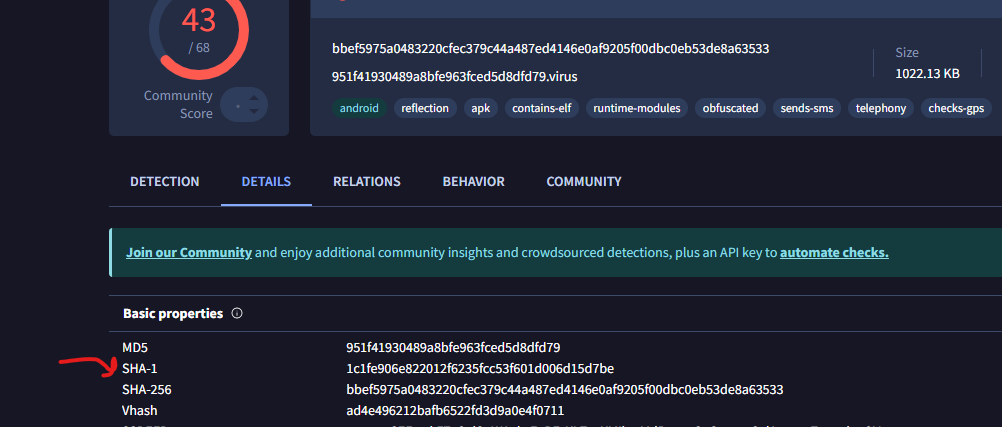 43
/ 68
Community
Score
bbef5975a0483220cfec379c44a487ed4146e0af9205f00dbc0eb53de8a63533
951f41930489a8bfe963fced5d8dfd79.virus
Size
1022.13 KB
android reflection apk contains-elf runtime-modules obfuscated sends-sms telephony checks-gps
DETECTION DETAILS RELATIONS BEHAVIOR COMMUNITY
Join our Community and enjoy additional community insights and crowdsourced detections, plus an API key to automate checks.
Basic properties
MD5 951f41930489a8bfe963fced5d8dfd79
SHA-1 1c1fe906e822012f6235fcc53f601d006d15d7be
SHA-256 bbef5975a0483220cfec379c44a487ed4146e0af9205f00dbc0eb53de8a63533
Vhash ad4e496212bafb6522fd3d9a0e4f0711